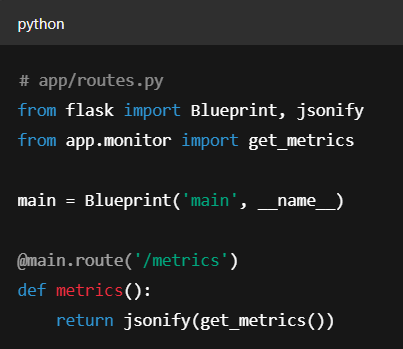 python
# app/routes.py
from flask import Blueprint, jsonify
from app.monitor import get_metrics
main = Blueprint('main', __name__)
@main.route('/metrics')
def metrics():
    return jsonify(get_metrics())